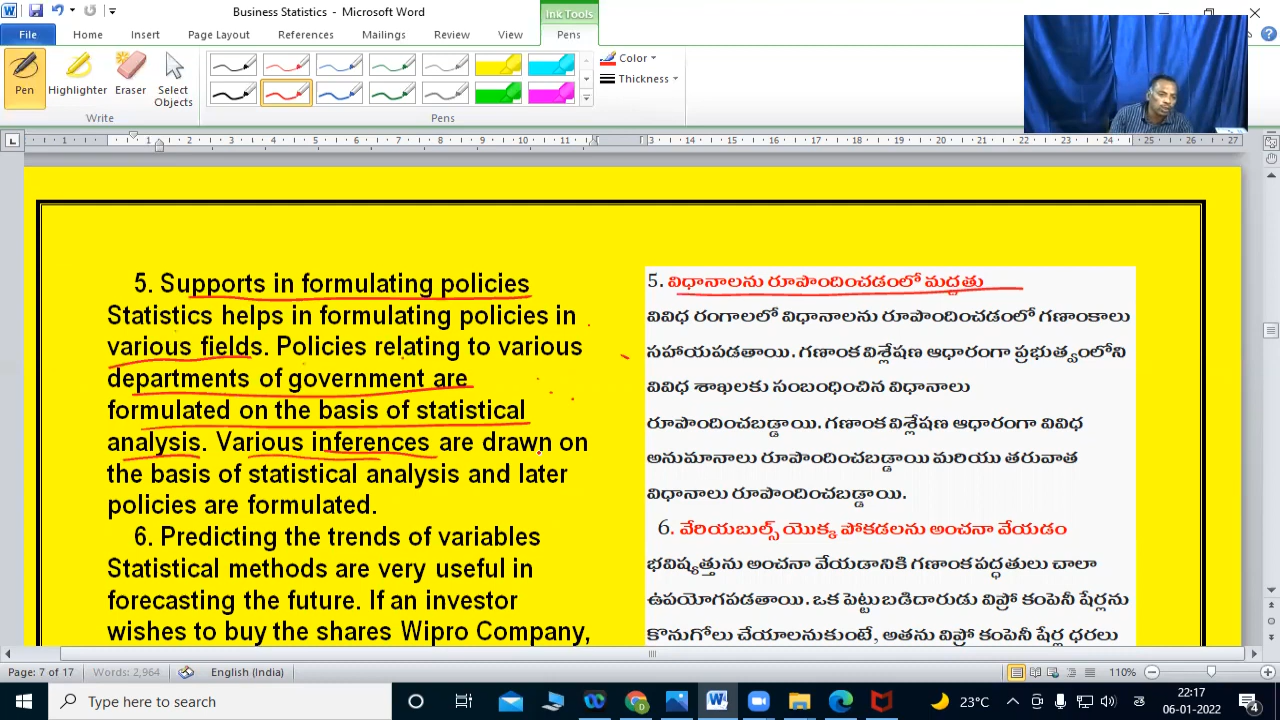 Business Statistics - Microsoft Word
Ink Tools
File Home Insert Page Layout References Mailings Review View Pens
Pen Highlighter Eraser Select Objects
Color
Thickness
Write
Pens
5. Supports in formulating policies
Statistics helps in formulating policies in
various fields. Policies relating to various
departments of government are
formulated on the basis of statistical
analysis. Various inferences are drawn on
the basis of statistical analysis and later
policies are formulated.
6. Predicting the trends of variables
Statistical methods are very useful in
forecasting the future. If an investor
wishes to buy the shares Wipro Company,
5. విధానాలను రూపొందించడంలో మద్దతు
వివిధ రంగాలలో విధానాలను రూపొందించడంలో గణాంకాలు
సహాయపడతాయి. గణాంక విశ్లేషణ ఆధారంగా ప్రభుత్వంలోని
వివిధ శాఖలకు సంబంధించిన విధానాలు
రూపొందించబడ్డాయి. గణాంక విశ్లేషణ ఆధారంగా వివిధ
అనుమానాలు రూపొందించబడ్డాయి మరియు తరువాత
విధానాలు రూపొందించబడ్డాయి.
6. వేరియబుల్స్ యొక్క పోకడలను అంచనా వేయడం
భవిష్యత్తును అంచనా వేయడానికి గణాంక పద్ధతులు చాలా
ఉపయోగపడతాయి. ఒక పెట్టుబడిదారుడు విప్రో కంపెనీ షేర్లను
కొనుగోలు చేయాలనుకుంటే, అతను విప్రో కంపెనీ షేర్ల ధరలు
Page: 7 of 17 Words: 2,964 English (India) 110%
Type here to search
23°C
22:17
06-01-2022
4